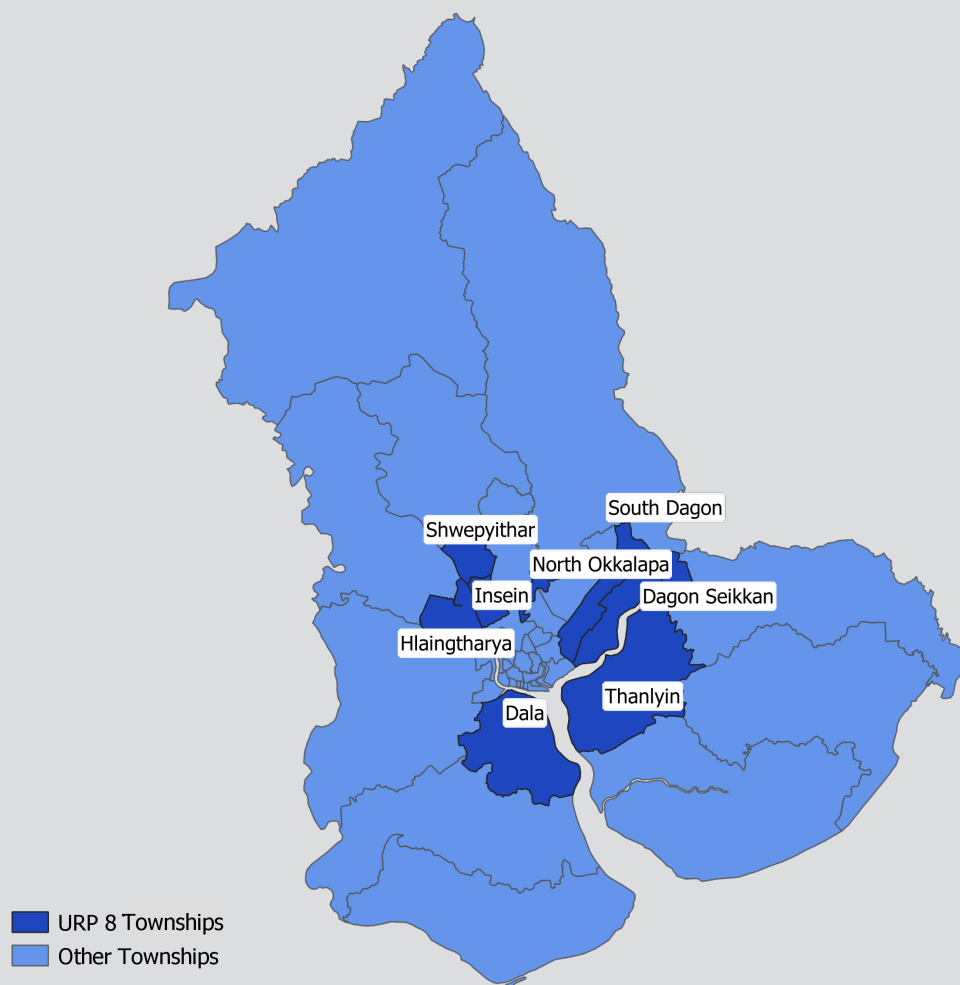 South Dagon
Shwepyithar
North Okkalapa
Insein
Dagon Seikkan
Hlaingtharya
Thanlyin
Dala
URP 8 Townships
Other Townships